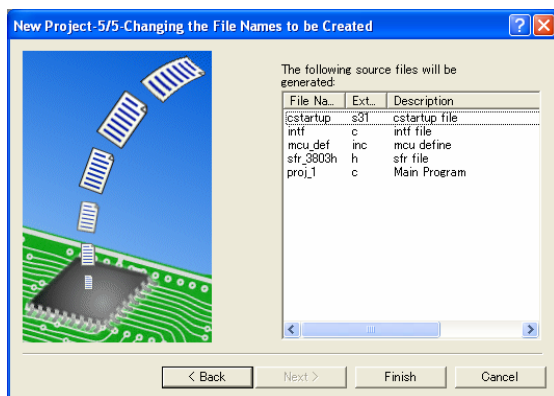 New Project-5/5-Changing the File Names to be Created
The following source files will be
generated:
File Na... Ext... Description
cstartup s31 cstartup file
intf c intf file
mcu_def inc mcu define
sfr_3803h h sfr file
proj_1 c Main Program
< Back Next > Finish Cancel